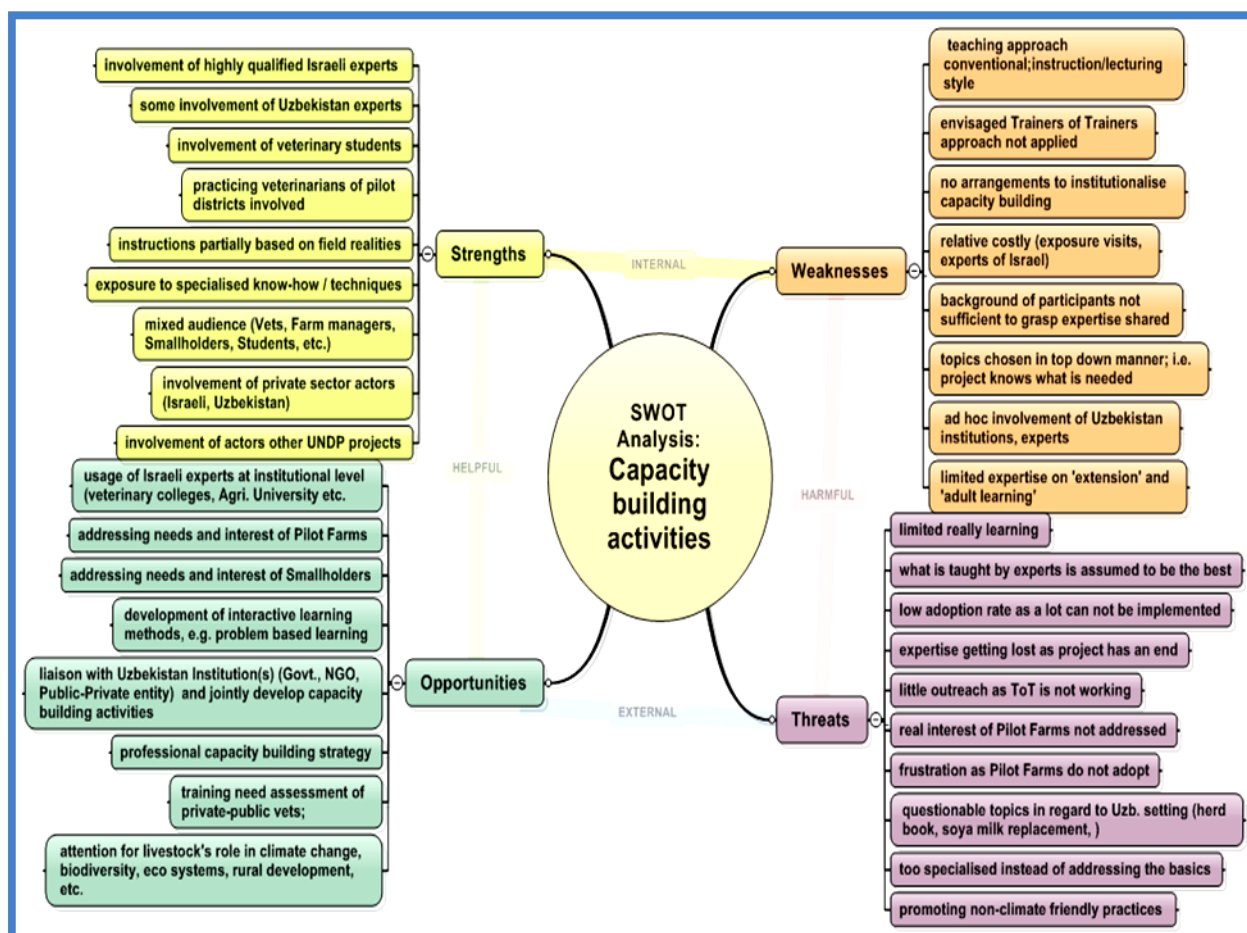 involvement of highly qualified Israeli experts
some involvement of Uzbekistan experts
involvement of veterinary students
practicing veterinarians of pilot
districts involved
instructions partially based on field realities
exposure to specialised know-how / techniques
mixed audience (Vets, Farm managers,
Smallholders, Students, etc.)
involvement of private sector actors
(Israeli, Uzbekistan)
involvement of actors other UNDP projects
Strengths
INTERNAL
Weaknesses
teaching approach
conventional;instruction/lecturing
style
envisaged Trainers of Trainers
approach not applied
no arrangements to institutionalise
capacity building
relative costly (exposure visits,
experts of Israel)
background of participants not
sufficient to grasp expertise shared
topics chosen in top down manner; i.e.
project knows what is needed
ad hoc involvement of Uzbekistan
institutions, experts
limited expertise on 'extension' and
'adult learning'
SWOT
Analysis:
Capacity
building
activities
HELPFUL
HARMFUL
usage of Israeli experts at institutional level
(veterinary colleges, Agri. University etc.
addressing needs and interest of Pilot Farms
addressing needs and interest of Smallholders
development of interactive learning
methods, e.g. problem based learning
liaison with Uzbekistan Institution(s) (Govt., NGO,
Public-Private entity) and jointly develop capacity
building activities
professional capacity building strategy
training need assessment of
private-public vets;
attention for livestock's role in climate change,
biodiversity, eco systems, rural development,
etc.
Opportunities
EXTERNAL
Threats
limited really learning
what is taught by experts is assumed to be the best
low adoption rate as a lot can not be implemented
expertise getting lost as project has an end
little outreach as ToT is not working
real interest of Pilot Farms not addressed
frustration as Pilot Farms do not adopt
questionable topics in regard to Uzb. setting (herd
book, soya milk replacement, )
too specialised instead of addressing the basics
promoting non-climate friendly practices